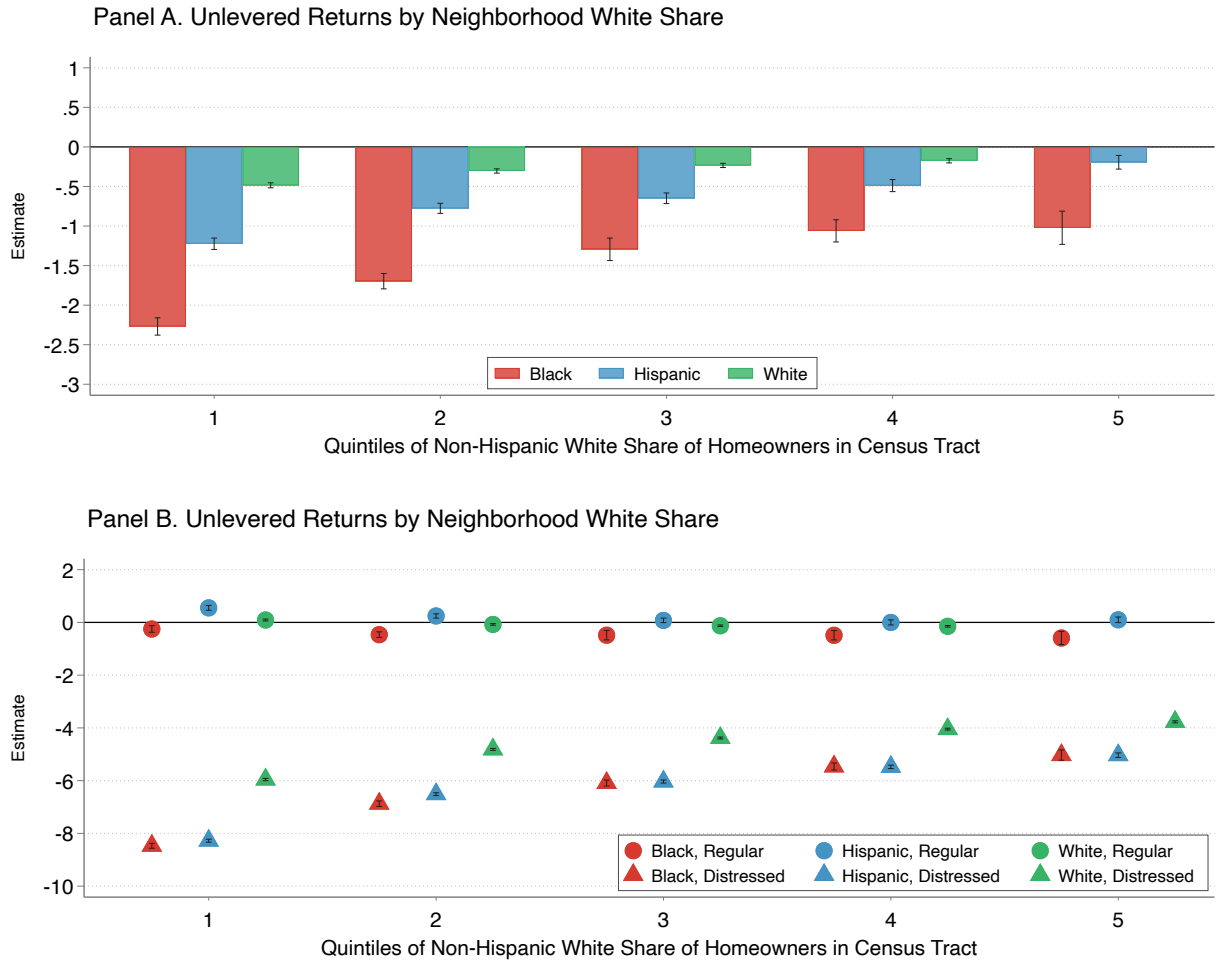 Panel A. Unlevered Returns by Neighborhood White Share
1
.5
0
-.5
-1
-1.5
-2
-2.5
-3
Estimate
Black Hispanic White
1 2 3 4 5
Quintiles of Non-Hispanic White Share of Homeowners in Census Tract
Panel B. Unlevered Returns by Neighborhood White Share
2
0
-2
-4
-6
-8
-10
Estimate
Black, Regular Hispanic, Regular White, Regular
Black, Distressed Hispanic, Distressed White, Distressed
1 2 3 4 5
Quintiles of Non-Hispanic White Share of Homeowners in Census Tract